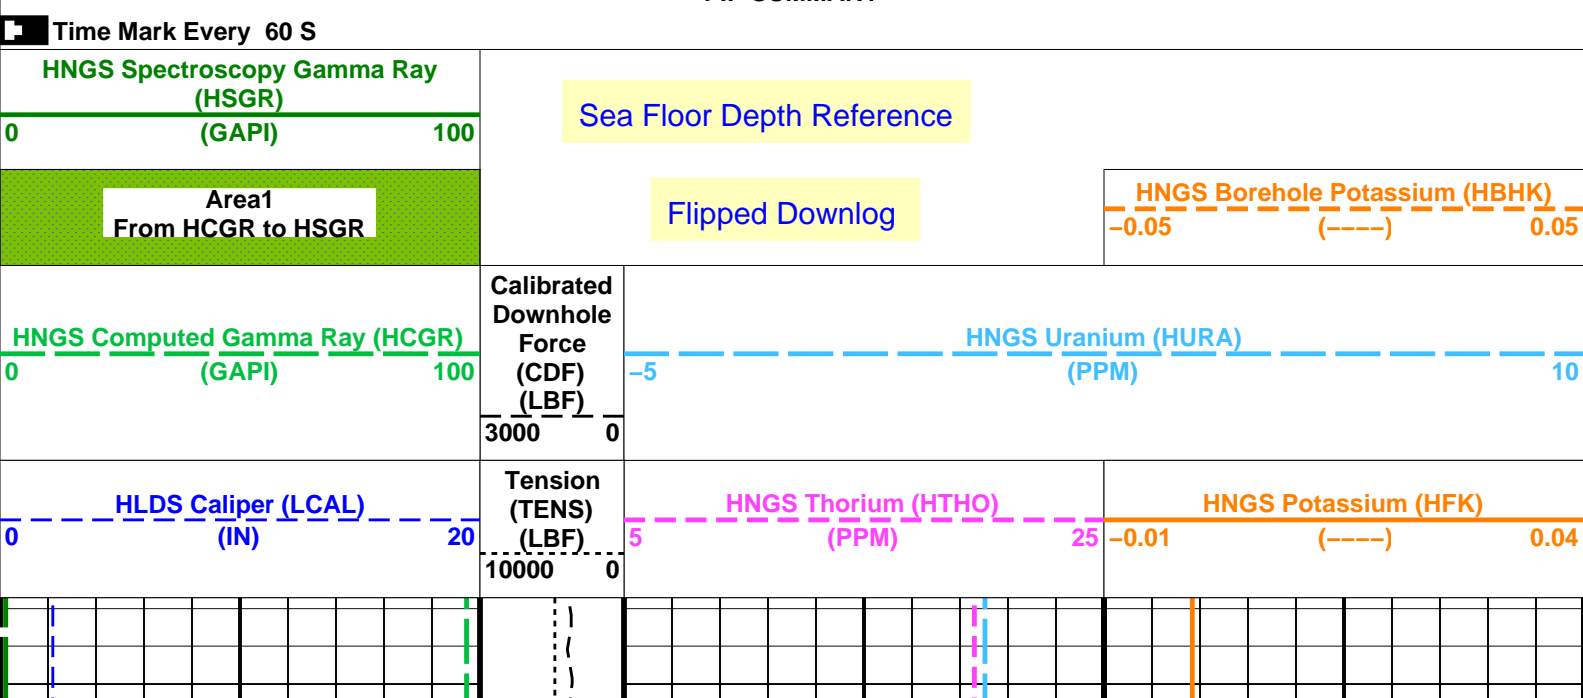 Time Mark Every 60 S
HNGS Spectroscopy Gamma Ray
(HSGR)
0 (GAPI) 100
Sea Floor Depth Reference
Area1
From HCGR to HSGR
Flipped Downlog
HNGS Borehole Potassium (HBHK)
−0.05 (−−−−) 0.05
HNGS Computed Gamma Ray (HCGR)
0 (GAPI) 100
Calibrated
Downhole
Force
(CDF)
(LBF)
3000 0
HNGS Uranium (HURA)
−5 (PPM) 10
HLDS Caliper (LCAL)
0 (IN) 20
Tension
(TENS)
(LBF)
10000 0
HNGS Thorium (HTHO)
5 (PPM) 25
HNGS Potassium (HFK)
−0.01 (−−−−) 0.04